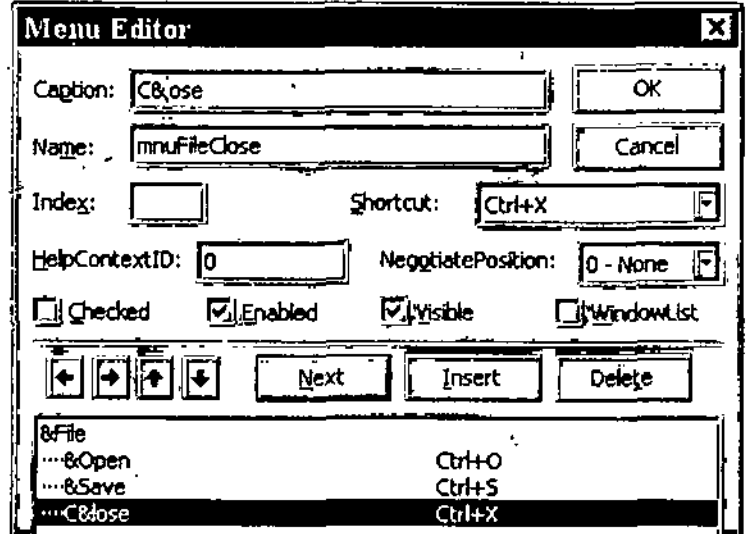 Menu Editor
Caption: C&lose OK
Name: mnuFileClose Cancel
Index: Shortcut: Ctrl+X
HelpContextID: 0 NegotiatePosition: 0 - None
Checked Enabled Visible WindowList
Next Insert Delete
&File
····&Open Ctrl+O
····&Save Ctrl+S
····C&lose Ctrl+X